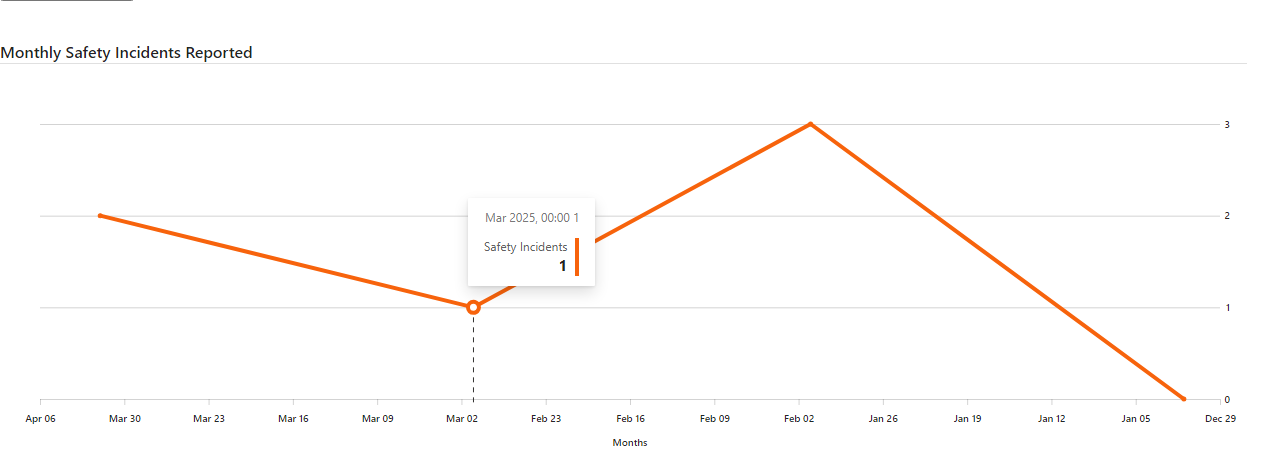 Monthly Safety Incidents Reported
3
Mar 2025, 00:00 1
2
Safety Incidents
1
1
0
Apr 06 Mar 30 Mar 23 Mar 16 Mar 09 Mar 02 Feb 23 Feb 16 Feb 09 Feb 02 Jan 26 Jan 19 Jan 12 Jan 05 Dec 29
Months